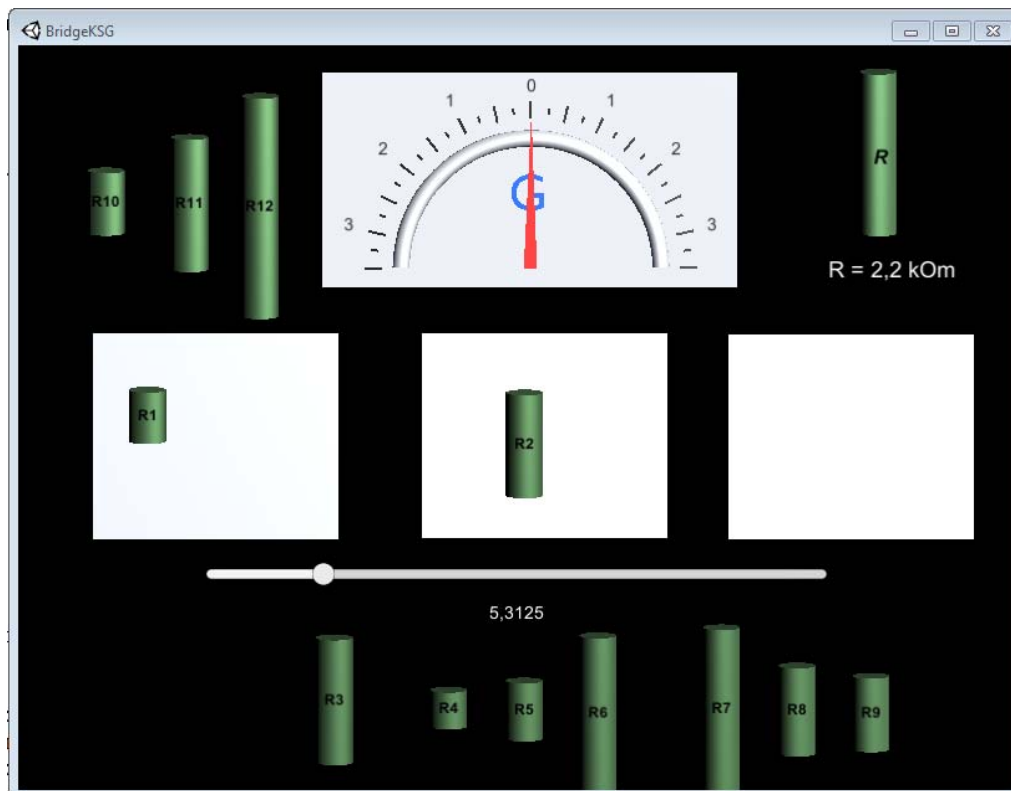 BridgeKSG
0
1 1
2 2
3 3
G
R10
R11
R12
R
R = 2,2 kOm
R1
R2
5,3125
R3
R4
R5
R6
R7
R8
R9